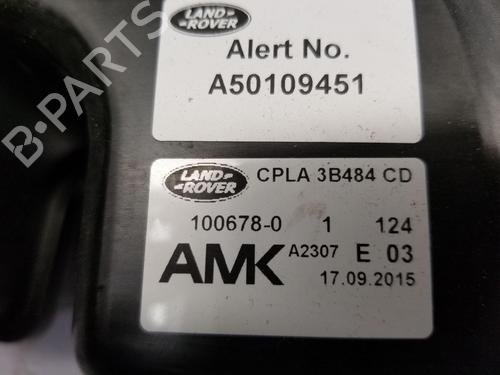 LAND-
-ROVER
Alert No.
A50109451
LAND-
-ROVER
CPLA 3B484 CD
100678-0 1 124
AMK A2307 E 03
17.09.2015
B-PARTS